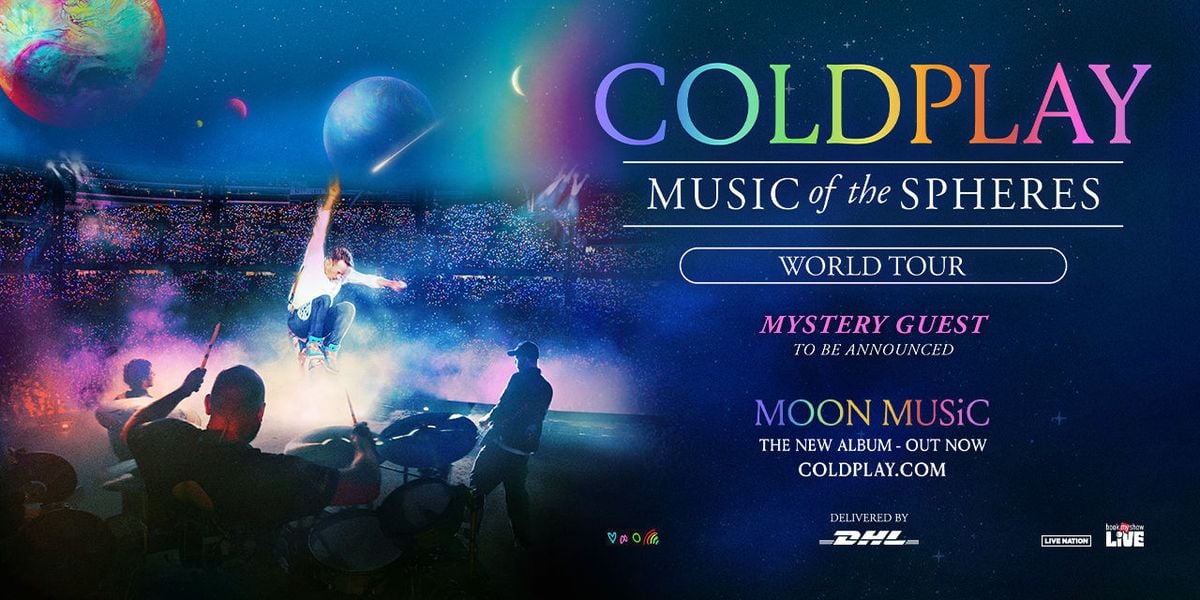 COLDPLAY
MUSIC of the SPHERES
WORLD TOUR
MYSTERY GUEST
TO BE ANNOUNCED
MOON MUSiC
THE NEW ALBUM - OUT NOW
COLDPLAY.COM
DELIVERED BY
DHL
LIVE NATION
book my show
LiVE